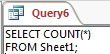 Query6
SELECT COUNT(*)
FROM Sheet1;